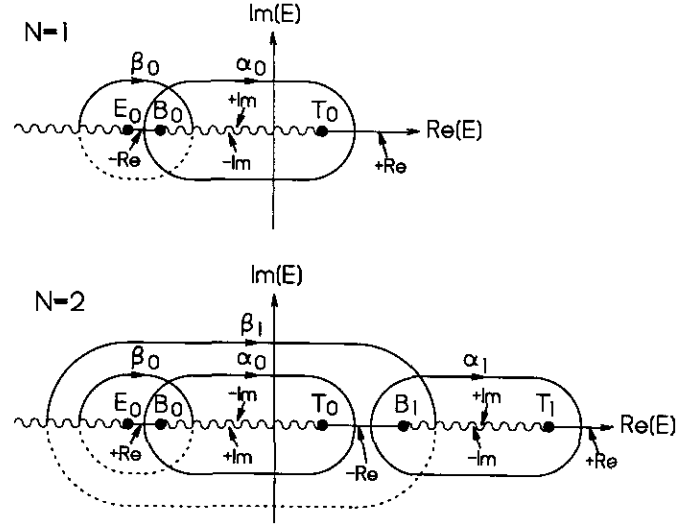 Im(E)
N=1
β₀ α₀
E₀ B₀ +Im T₀ Re(E)
-Re -Im +Re
Im(E)
N=2
β₁
β₀ α₀ α₁
E₀ B₀ -Im T₀ B₁ +Im T₁ Re(E)
+Re +Im -Re -Im +Re